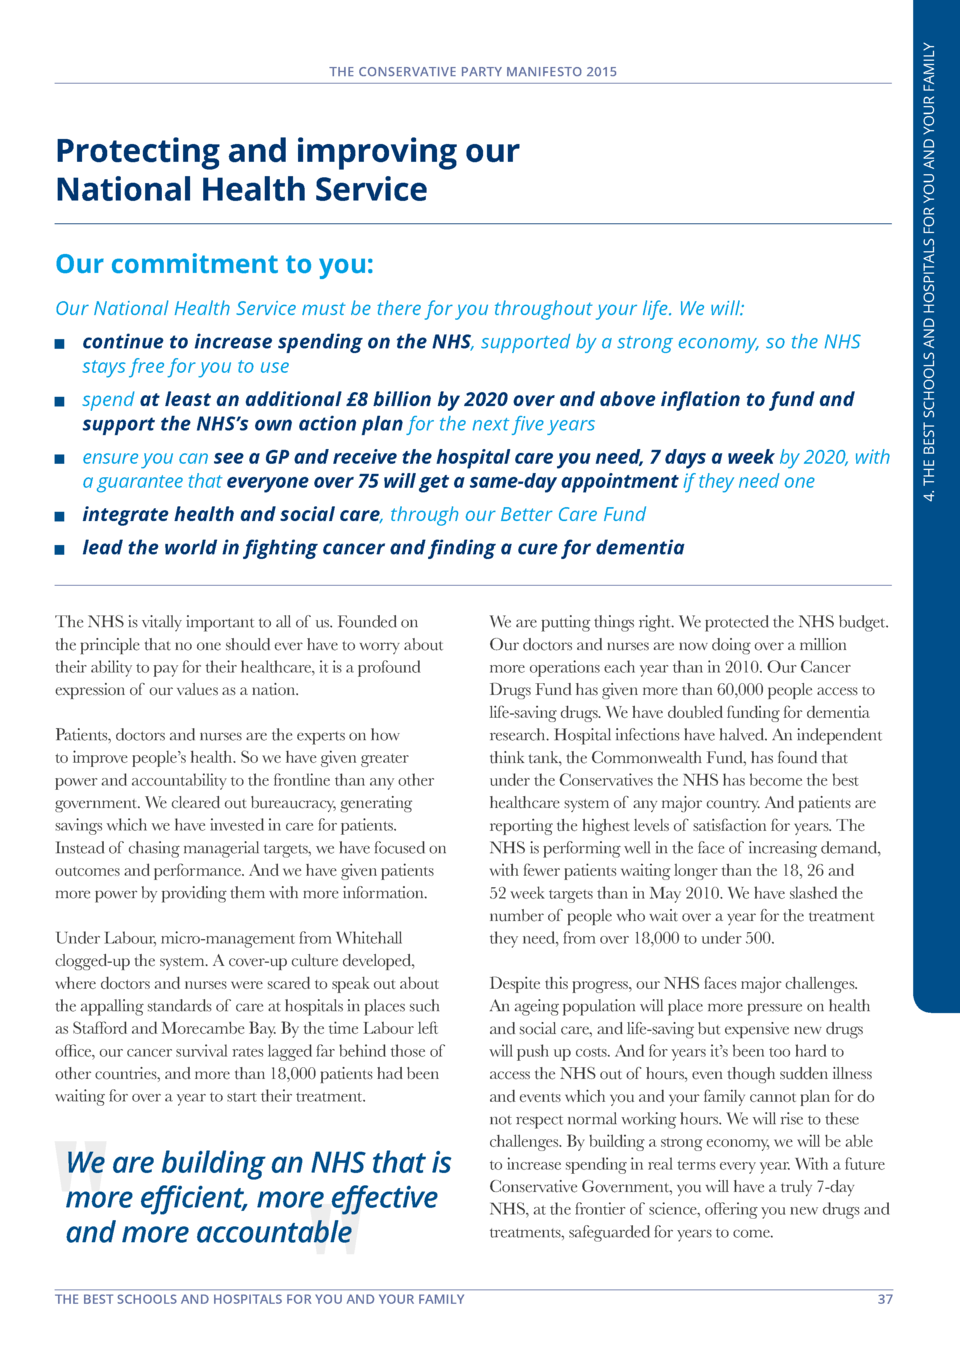 THE CONSERVATIVE PARTY MANIFESTO 2015
Protecting and improving our
National Health Service
Our commitment to you:
Our National Health Service must be there for you throughout your life. We will:
■ continue to increase spending on the NHS, supported by a strong economy, so the NHS
stays free for you to use
■ spend at least an additional £8 billion by 2020 over and above inflation to fund and
support the NHS’s own action plan for the next five years
■ ensure you can see a GP and receive the hospital care you need, 7 days a week by 2020, with
a guarantee that everyone over 75 will get a same-day appointment if they need one
■ integrate health and social care, through our Better Care Fund
■ lead the world in fighting cancer and finding a cure for dementia
The NHS is vitally important to all of us. Founded on
the principle that no one should ever have to worry about
their ability to pay for their healthcare, it is a profound
expression of our values as a nation.
Patients, doctors and nurses are the experts on how
to improve people’s health. So we have given greater
power and accountability to the frontline than any other
government. We cleared out bureaucracy, generating
savings which we have invested in care for patients.
Instead of chasing managerial targets, we have focused on
outcomes and performance. And we have given patients
more power by providing them with more information.
Under Labour, micro-management from Whitehall
clogged-up the system. A cover-up culture developed,
where doctors and nurses were scared to speak out about
the appalling standards of care at hospitals in places such
as Stafford and Morecambe Bay. By the time Labour left
office, our cancer survival rates lagged far behind those of
other countries, and more than 18,000 patients had been
waiting for over a year to start their treatment.
"We are building an NHS that is
more efficient, more effective
and more accountable"
We are putting things right. We protected the NHS budget.
Our doctors and nurses are now doing over a million
more operations each year than in 2010. Our Cancer
Drugs Fund has given more than 60,000 people access to
life-saving drugs. We have doubled funding for dementia
research. Hospital infections have halved. An independent
think tank, the Commonwealth Fund, has found that
under the Conservatives the NHS has become the best
healthcare system of any major country. And patients are
reporting the highest levels of satisfaction for years. The
NHS is performing well in the face of increasing demand,
with fewer patients waiting longer than the 18, 26 and
52 week targets than in May 2010. We have slashed the
number of people who wait over a year for the treatment
they need, from over 18,000 to under 500.
Despite this progress, our NHS faces major challenges.
An ageing population will place more pressure on health
and social care, and life-saving but expensive new drugs
will push up costs. And for years it’s been too hard to
access the NHS out of hours, even though sudden illness
and events which you and your family cannot plan for do
not respect normal working hours. We will rise to these
challenges. By building a strong economy, we will be able
to increase spending in real terms every year. With a future
Conservative Government, you will have a truly 7-day
NHS, at the frontier of science, offering you new drugs and
treatments, safeguarded for years to come.
4. THE BEST SCHOOLS AND HOSPITALS FOR YOU AND YOUR FAMILY
THE BEST SCHOOLS AND HOSPITALS FOR YOU AND YOUR FAMILY
37